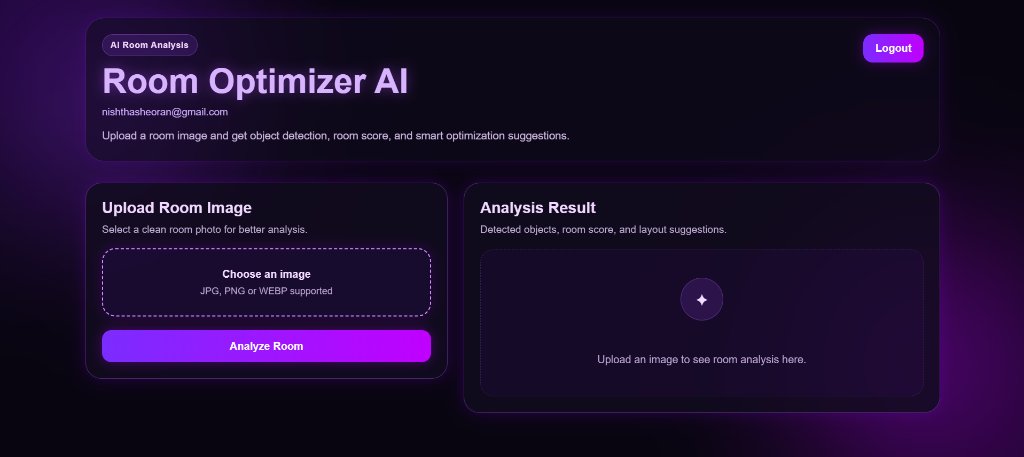 AI Room Analysis
Logout
Room Optimizer AI
nishthasheoran@gmail.com
Upload a room image and get object detection, room score, and smart optimization suggestions.
Upload Room Image
Select a clean room photo for better analysis.
Choose an image
JPG, PNG or WEBP supported
Analyze Room
Analysis Result
Detected objects, room score, and layout suggestions.
Upload an image to see room analysis here.